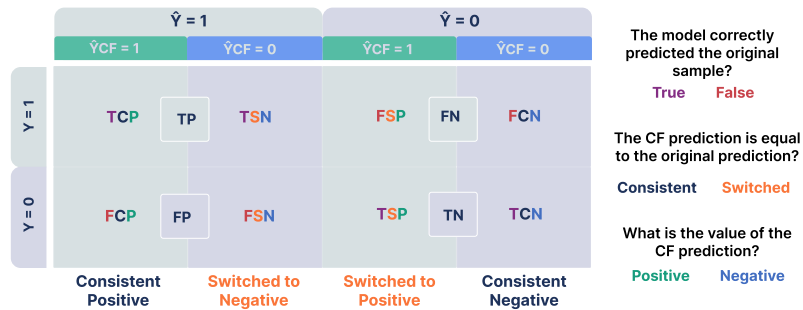 Ŷ = 1
Ŷ = 0
ŶCF = 1
ŶCF = 0
ŶCF = 1
ŶCF = 0
Y = 1
TCP
TP
TSN
FSP
FN
FCN
Y = 0
FCP
FP
FSN
TSP
TN
TCN
Consistent
Positive
Switched to
Negative
Switched to
Positive
Consistent
Negative
The model correctly
predicted the original
sample?
True False
The CF prediction is equal
to the original prediction?
Consistent Switched
What is the value of the
CF prediction?
Positive Negative